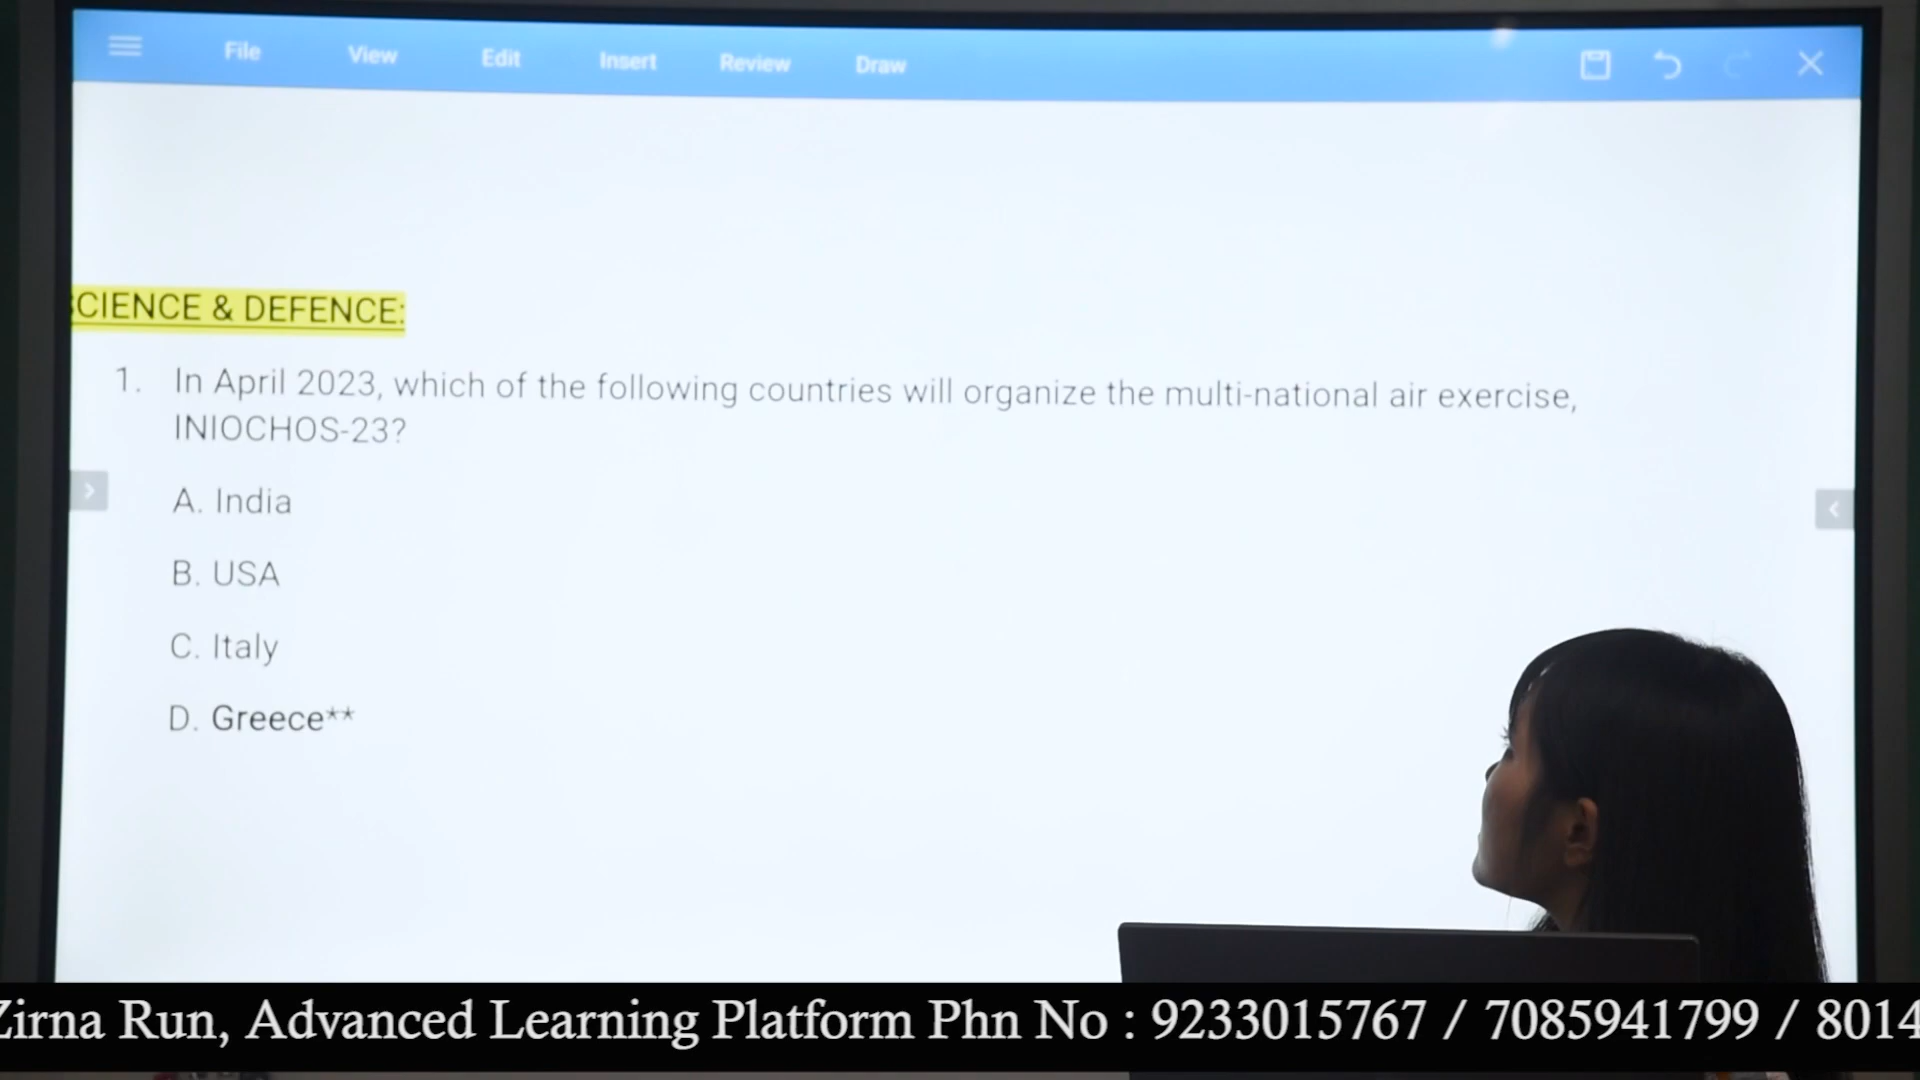 File View Edit Insert Review Draw
CIENCE & DEFENCE:
1. In April 2023, which of the following countries will organize the multi-national air exercise,
INIOCHOS-23?
A. India
B. USA
C. Italy
D. Greece**
Zirna Run, Advanced Learning Platform Phn No : 9233015767 / 7085941799 / 8014